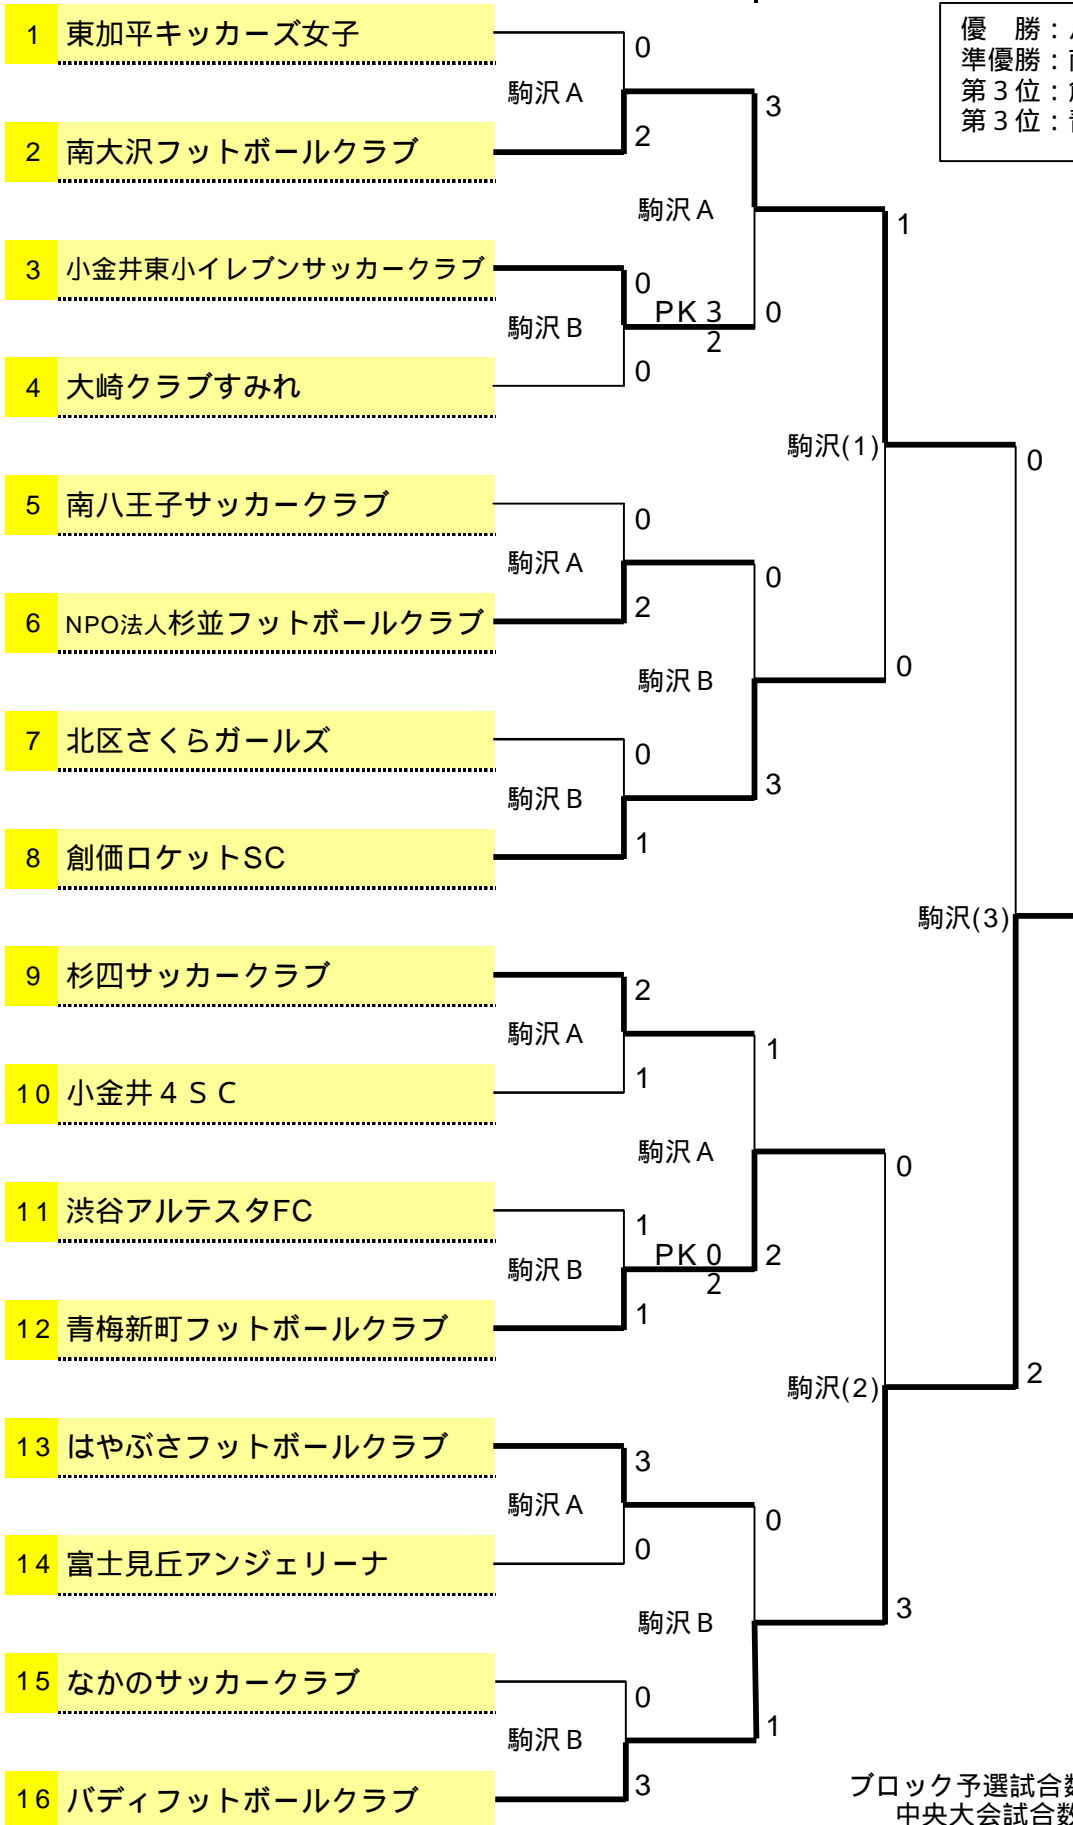 優　勝：
準優勝：
第３位：
第３位：
1 東加平キッカーズ女子
0
駒沢Ａ
3
2
2 南大沢フットボールクラブ
駒沢Ａ
1
3 小金井東小イレブンサッカークラブ
0
PK 3
0
駒沢Ｂ
2
0
4 大崎クラブすみれ
駒沢(1)
0
5 南八王子サッカークラブ
0
駒沢Ａ
0
2
6 NPO法人杉並フットボールクラブ
0
駒沢Ｂ
7 北区さくらガールズ
0
3
駒沢Ｂ
1
8 創価ロケットSC
駒沢(3)
9 杉四サッカークラブ
2
駒沢Ａ
1
1
10 小金井４ＳＣ
駒沢Ａ
0
11 渋谷アルテスタFC
1
PK 0
2
駒沢Ｂ
2
1
12 青梅新町フットボールクラブ
2
駒沢(2)
13 はやぶさフットボールクラブ
3
駒沢Ａ
0
0
14 富士見丘アンジェリーナ
3
駒沢Ｂ
15 なかのサッカークラブ
0
1
駒沢Ｂ
3
16 バディフットボールクラブ
ブロック予選試合数
中央大会試合数